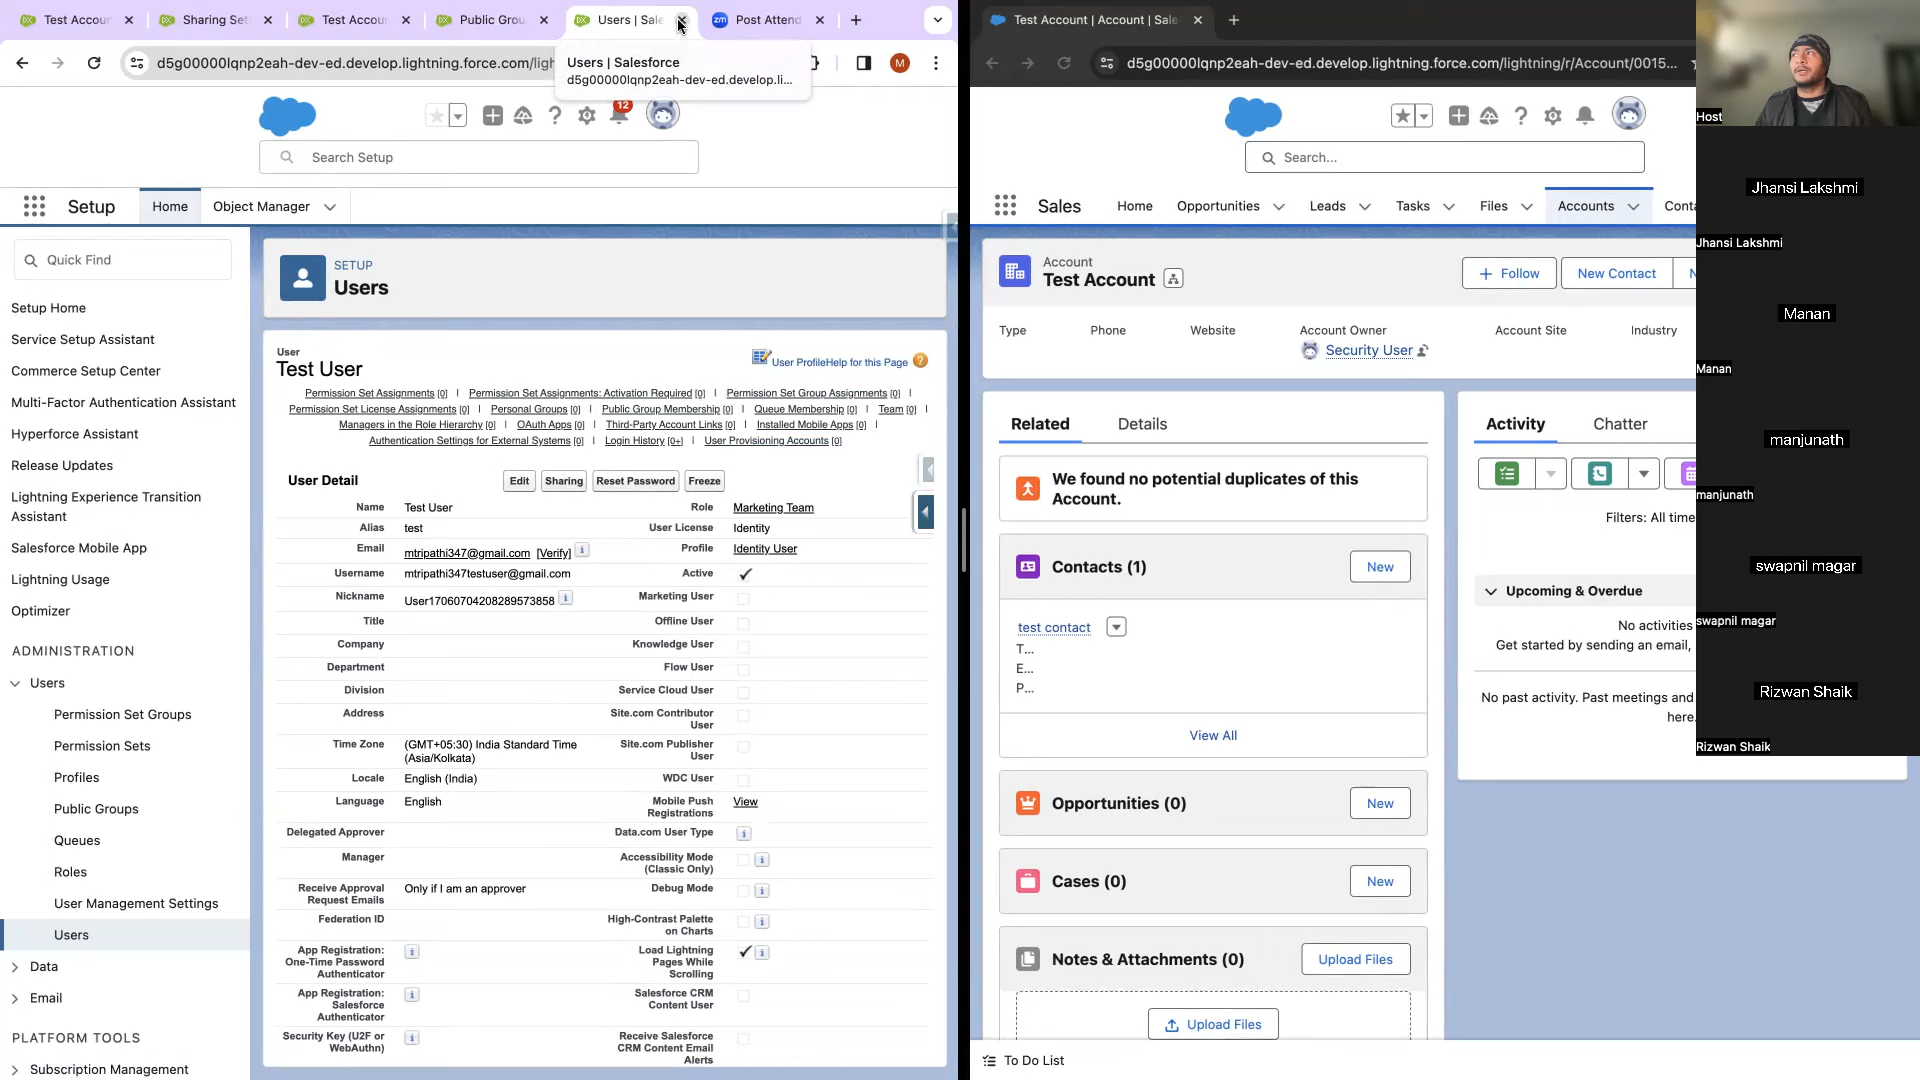 Test Accoun
Sharing Set
Test Accoun
Public Grou
Users | Sale
zm
Post Attend
d5g00000lqnp2eah-dev-ed.develop.lightning.force.com/ligh
M
Users | Salesforce
d5g00000lqnp2eah-dev-ed.develop.li...
12
Search Setup
Setup
Home
Object Manager
Quick Find
Setup Home
Service Setup Assistant
Commerce Setup Center
Multi-Factor Authentication Assistant
Hyperforce Assistant
Release Updates
Lightning Experience Transition
Assistant
Salesforce Mobile App
Lightning Usage
Optimizer
ADMINISTRATION
Users
Permission Set Groups
Permission Sets
Profiles
Public Groups
Queues
Roles
User Management Settings
Users
Data
Email
PLATFORM TOOLS
Subscription Management
SETUP
Users
User
Test User
User Profile Help for this Page
Permission Set Assignments [0] | Permission Set Assignments: Activation Required [0] | Permission Set Group Assignments [0] |
Permission Set License Assignments [0] | Personal Groups [0] | Public Group Membership [0] | Queue Membership [0] | Team [0] |
Managers in the Role Hierarchy [0] | OAuth Apps [0] | Third-Party Account Links [0] | Installed Mobile Apps [0] |
Authentication Settings for External Systems [0] | Login History [0+] | User Provisioning Accounts [0]
User Detail
Edit
Sharing
Reset Password
Freeze
Name Test User Role Marketing Team
Alias test User License Identity
Email mtripathi347@gmail.com [Verify] Profile Identity User
Username mtripathi347testuser@gmail.com Active
Nickname User17060704208289573858 Marketing User
Title Offline User
Company Knowledge User
Department Flow User
Division Service Cloud User
Address Site.com Contributor
User
Time Zone (GMT+05:30) India Standard Time Site.com Publisher
(Asia/Kolkata) User
Locale English (India) WDC User
Language English Mobile Push View
Registrations
Delegated Approver Data.com User Type
Manager Accessibility Mode
(Classic Only)
Receive Approval Only if I am an approver Debug Mode
Request Emails
Federation ID High-Contrast Palette
on Charts
App Registration: Load Lightning
One-Time Password Pages While
Authenticator Scrolling
App Registration: Salesforce CRM
Salesforce Content User
Authenticator
Security Key (U2F or Receive Salesforce
WebAuthn) CRM Content Email
Alerts
Test Account | Account | Sale
d5g00000lqnp2eah-dev-ed.develop.lightning.force.com/lightning/r/Account/0015...
Search...
Sales
Home
Opportunities
Leads
Tasks
Files
Accounts
Conta
Account
Test Account
Follow
New Contact
N
Type Phone Website Account Owner Account Site Industry
Security User
Related
Details
We found no potential duplicates of this
Account.
Contacts (1)
New
test contact
T...
E...
P...
View All
Opportunities (0)
New
Cases (0)
New
Notes & Attachments (0)
Upload Files
Upload Files
To Do List
Activity
Chatter
Filters: All time
Upcoming & Overdue
No activities
Get started by sending an email,
No past activity. Past meetings and
here.
Host
Jhansi Lakshmi
Jhansi Lakshmi
Manan
Manan
manjunath
manjunath
swapnil magar
swapnil magar
Rizwan Shaik
Rizwan Shaik